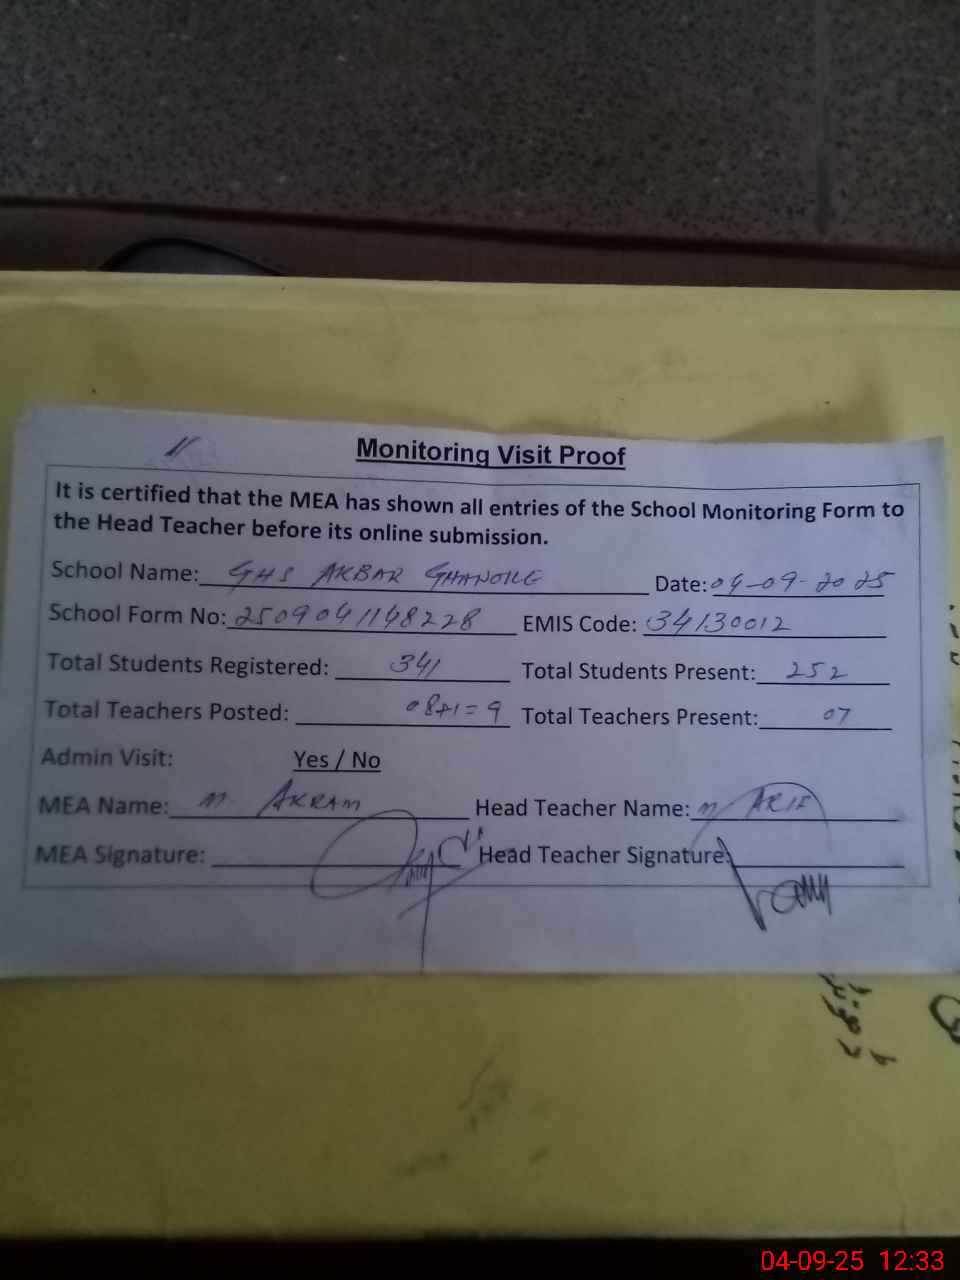 Monitoring Visit Proof
It is certified that the MEA has shown all entries of the School Monitoring Form to
the Head Teacher before its online submission.
School Name: GHS AKBAR GHANOKE Date: 04-09-2025
School Form No: 2509041148228 EMIS Code: 34130012
Total Students Registered: 341 Total Students Present: 252
Total Teachers Posted: 08+1=9 Total Teachers Present: 07
Admin Visit: Yes / No
MEA Name: M. AKRAM Head Teacher Name: M ARIF
MEA Signature: Head Teacher Signature:
04-09-25 12:33